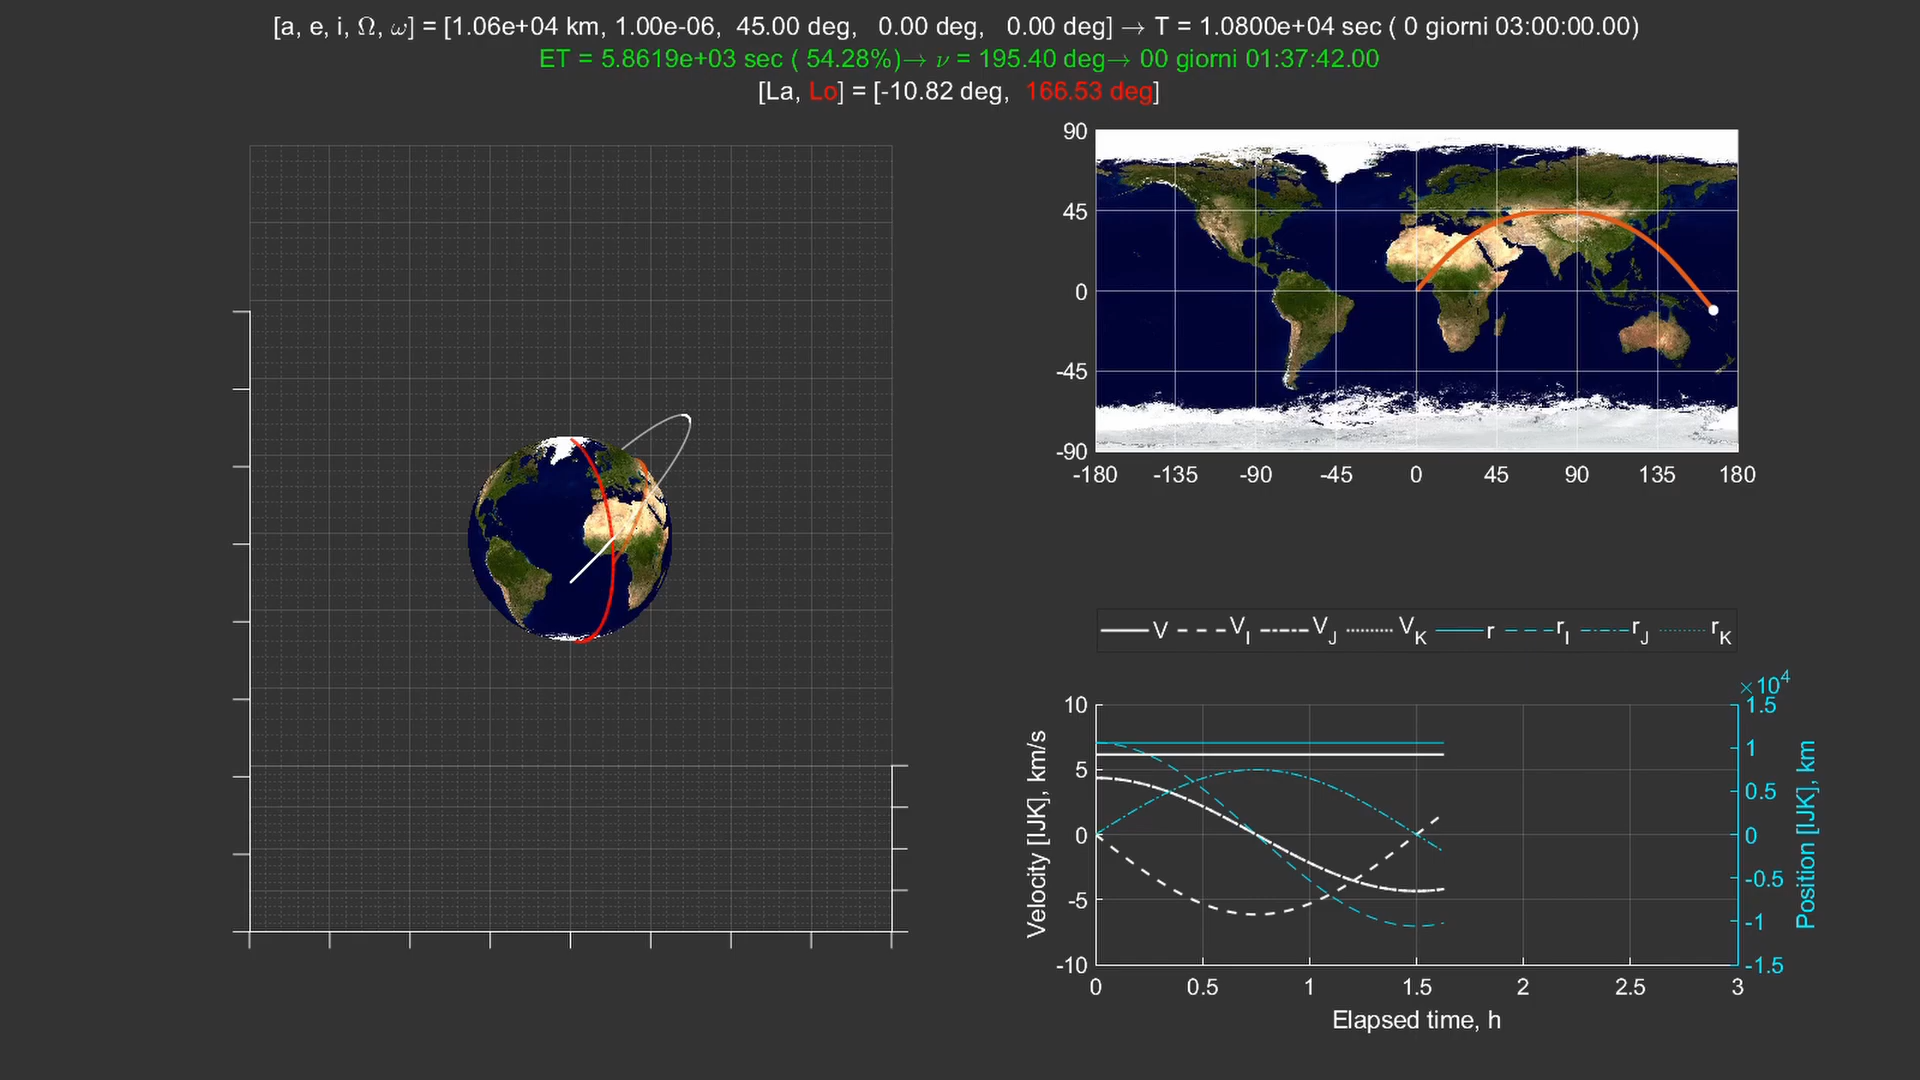 [a, e, i, Ω, ω] = [1.06e+04 km, 1.00e-06, 45.00 deg, 0.00 deg, 0.00 deg] → T = 1.0800e+04 sec ( 0 giorni 03:00:00.00)
ET = 5.8619e+03 sec ( 54.28%)→ ν = 195.40 deg→ 00 giorni 01:37:42.00
[La, Lo] = [-10.82 deg, 166.53 deg]
90
45
0
-45
-90
-180 -135 -90 -45 0 45 90 135 180
V V_I V_J V_K r r_I r_J r_K
×10^4
10 1.5
1
5
0.5
0 0
-0.5
-5
-1
-10 -1.5
Velocity [IJK], km/s
Position [IJK], km
0 0.5 1 1.5 2 2.5 3
Elapsed time, h